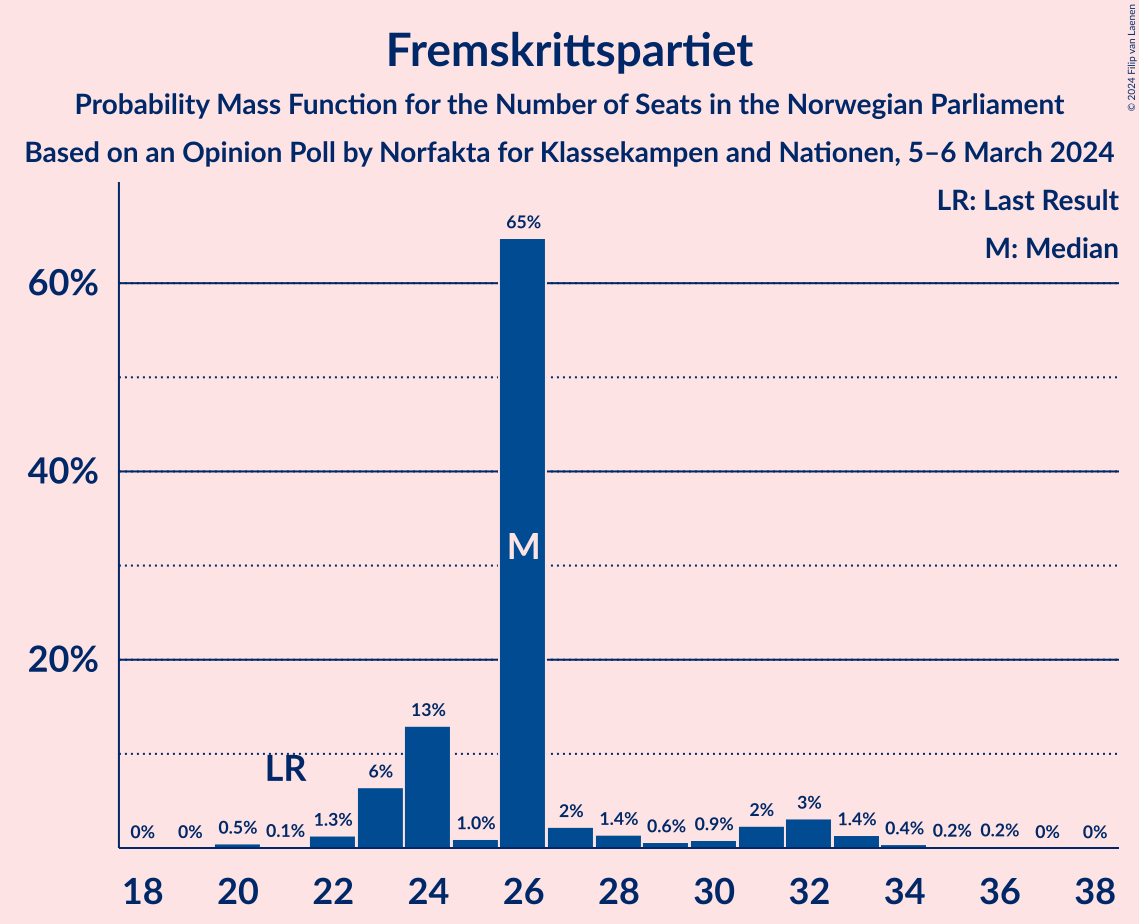 Fremskrittspartiet
Probability Mass Function for the Number of Seats in the Norwegian Parliament
Based on an Opinion Poll by Norfakta for Klassekampen and Nationen, 5–6 March 2024
© 2024 Filip van Laenen
LR: Last Result
M: Median
65%
60%
40%
M
20%
13%
LR
6%
0% 0% 0.5% 0.1% 1.3% 1.0% 2% 1.4% 0.6% 0.9% 2% 3% 1.4% 0.4% 0.2% 0.2% 0% 0%
18 20 22 24 26 28 30 32 34 36 38